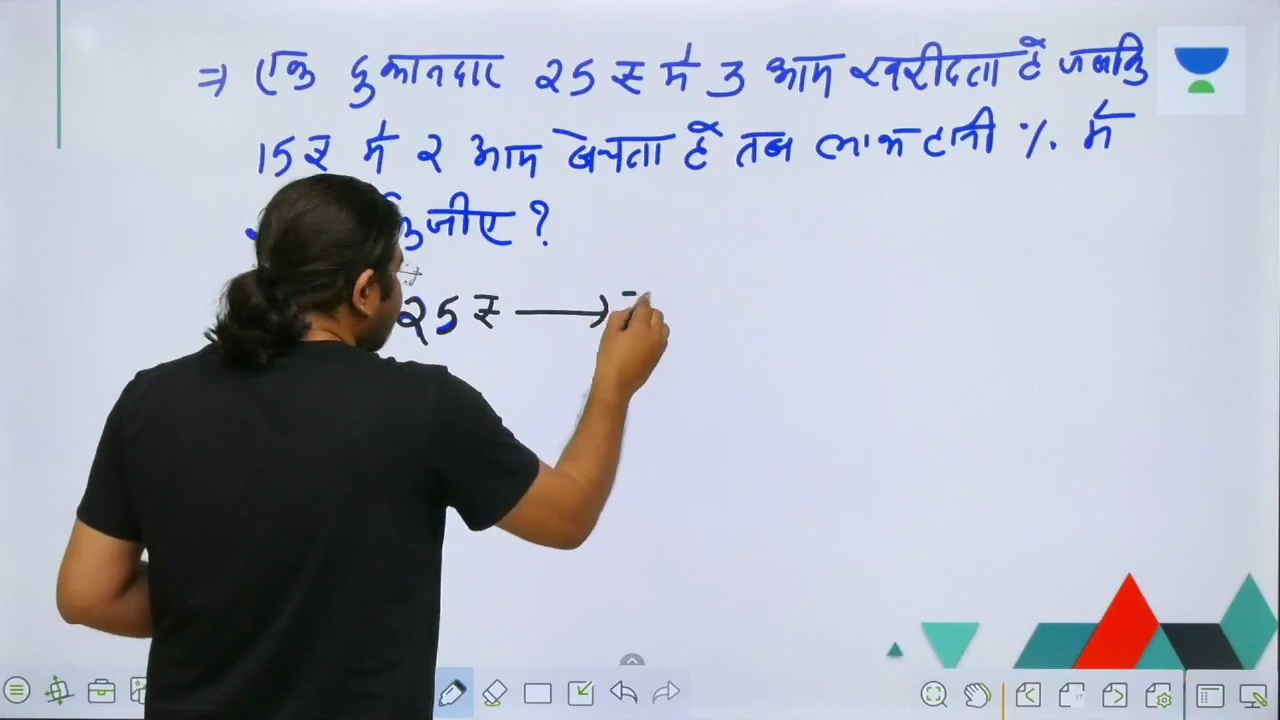 ⇒ एक दुकानदार 25 ₹ में 3 आम खरीदता हैं जबकि
15 ₹ में 2 आम बेचता हैं तब लाभ हानी % में
कीजीए ?
25 ₹ →